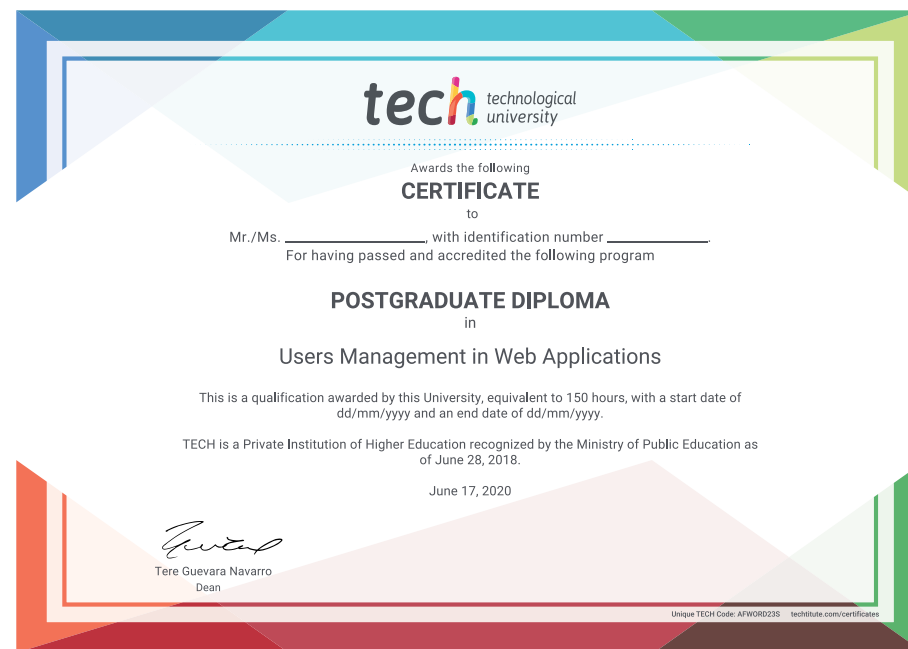 tech technological
university
Awards the following
CERTIFICATE
to
Mr./Ms. ____________________, with identification number ______________.
For having passed and accredited the following program
POSTGRADUATE DIPLOMA
in
Users Management in Web Applications
This is a qualification awarded by this University, equivalent to 150 hours, with a start date of
dd/mm/yyyy and an end date of dd/mm/yyyy.
TECH is a Private Institution of Higher Education recognized by the Ministry of Public Education as
of June 28, 2018.
June 17, 2020
Tere Guevara Navarro
Dean
Unique TECH Code: AFWORD23S techtitute.com/certificates